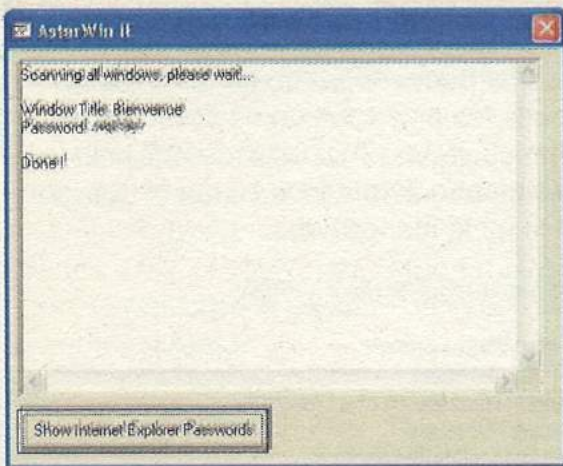 AsterWin IE
Scanning all windows, please wait...
Window Title: Bienvenue
Password:
Done!
Show Internet Explorer Passwords